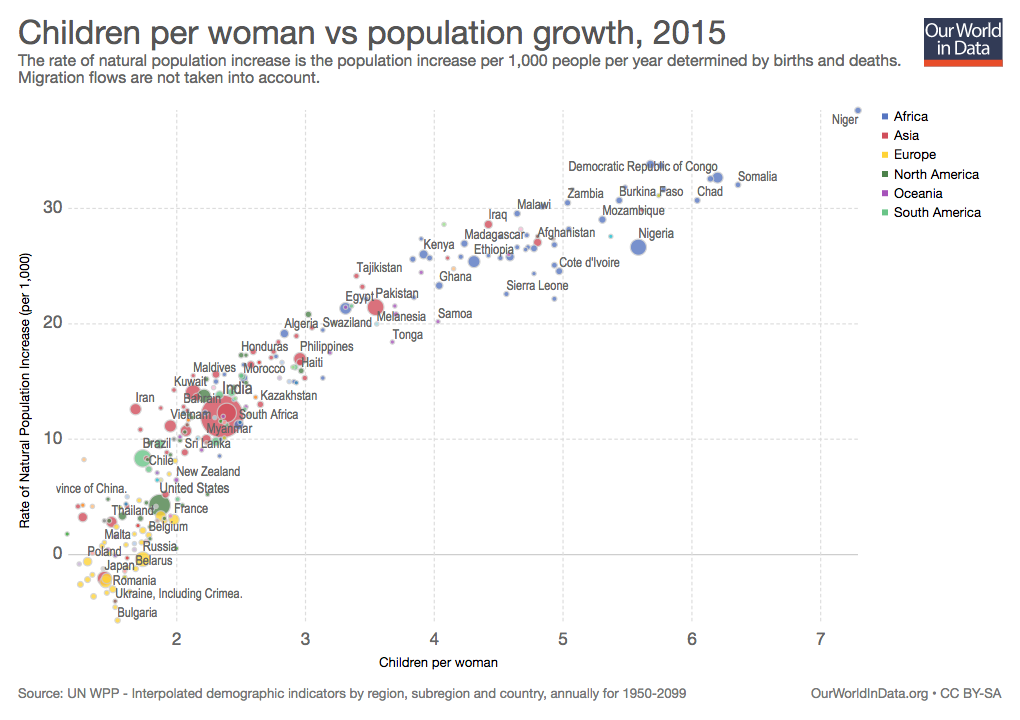 Children per woman vs population growth, 2015
Our World
in Data
The rate of natural population increase is the population increase per 1,000 people per year determined by births and deaths.
Migration flows are not taken into account.
Niger
Africa
Asia
Europe
North America
Oceania
South America
Democratic Republic of Congo
Somalia
Zambia
Burkina Faso
Chad
30
Malawi
Mozambique
Iraq
Nigeria
Madagascar
Afghanistan
Kenya
Ethiopia
Cote d'Ivoire
Tajikistan
Ghana
Sierra Leone
Egypt
Pakistan
20
Algeria
Swaziland
Melanesia
Samoa
Tonga
Honduras
Philippines
Maldives
Morocco
Haiti
Kuwait
India
Iran
Bahrain
Kazakhstan
Vietnam
South Africa
Myanmar
10
Brazil
Sri Lanka
Chile
New Zealand
vince of China.
United States
Thailand
France
Malta
Belgium
0
Poland
Russia
Belarus
Japan
Romania
Ukraine, Including Crimea.
Bulgaria
Rate of Natural Population Increase (per 1,000)
2 3 4 5 6 7
Children per woman
Source: UN WPP - Interpolated demographic indicators by region, subregion and country, annually for 1950-2099
OurWorldInData.org • CC BY-SA